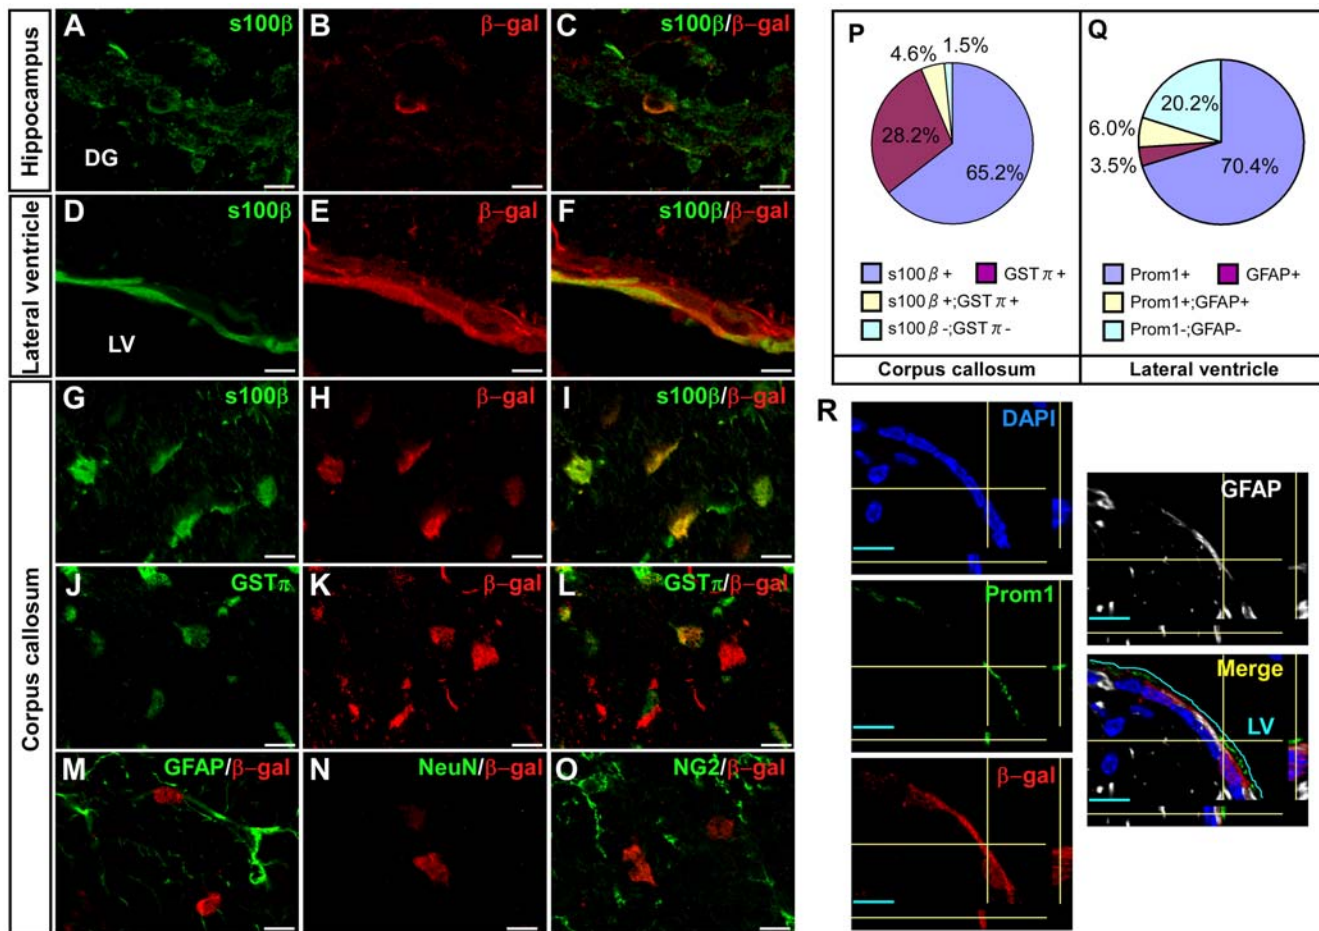 Hippocampus
A s100β
DG
B β–gal
C s100β/β–gal
Lateral ventricle
D s100β
LV
E β–gal
F s100β/β–gal
Corpus callosum
G s100β
H β–gal
I s100β/β–gal
J GSTπ
K β–gal
L GSTπ/β–gal
M GFAP/β–gal
N NeuN/β–gal
O NG2/β–gal
P
4.6% 1.5%
28.2%
65.2%
s100β+ GSTπ+
s100β+;GSTπ+
s100β-;GSTπ-
Corpus callosum
Q
20.2%
6.0%
3.5%
70.4%
Prom1+ GFAP+
Prom1+;GFAP+
Prom1-;GFAP-
Lateral ventricle
R
DAPI
Prom1
β–gal
GFAP
Merge
LV